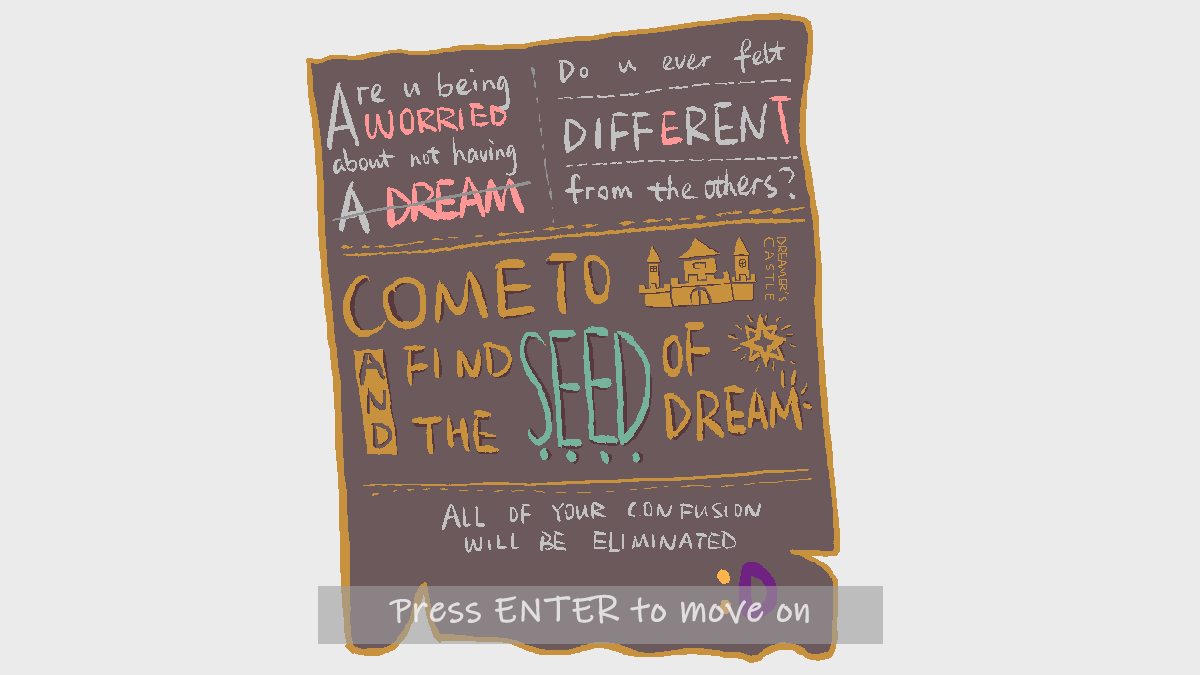 Are u being
WORRIED
about not having
A DREAM
Do u ever felt
DIFFERENT
from the others?
COME TO
DREAMER'S
CASTLE
AND FIND
THE SEED OF
DREAM
ALL OF YOUR CONFUSION
WILL BE ELIMINATED
:D
Press ENTER to move on